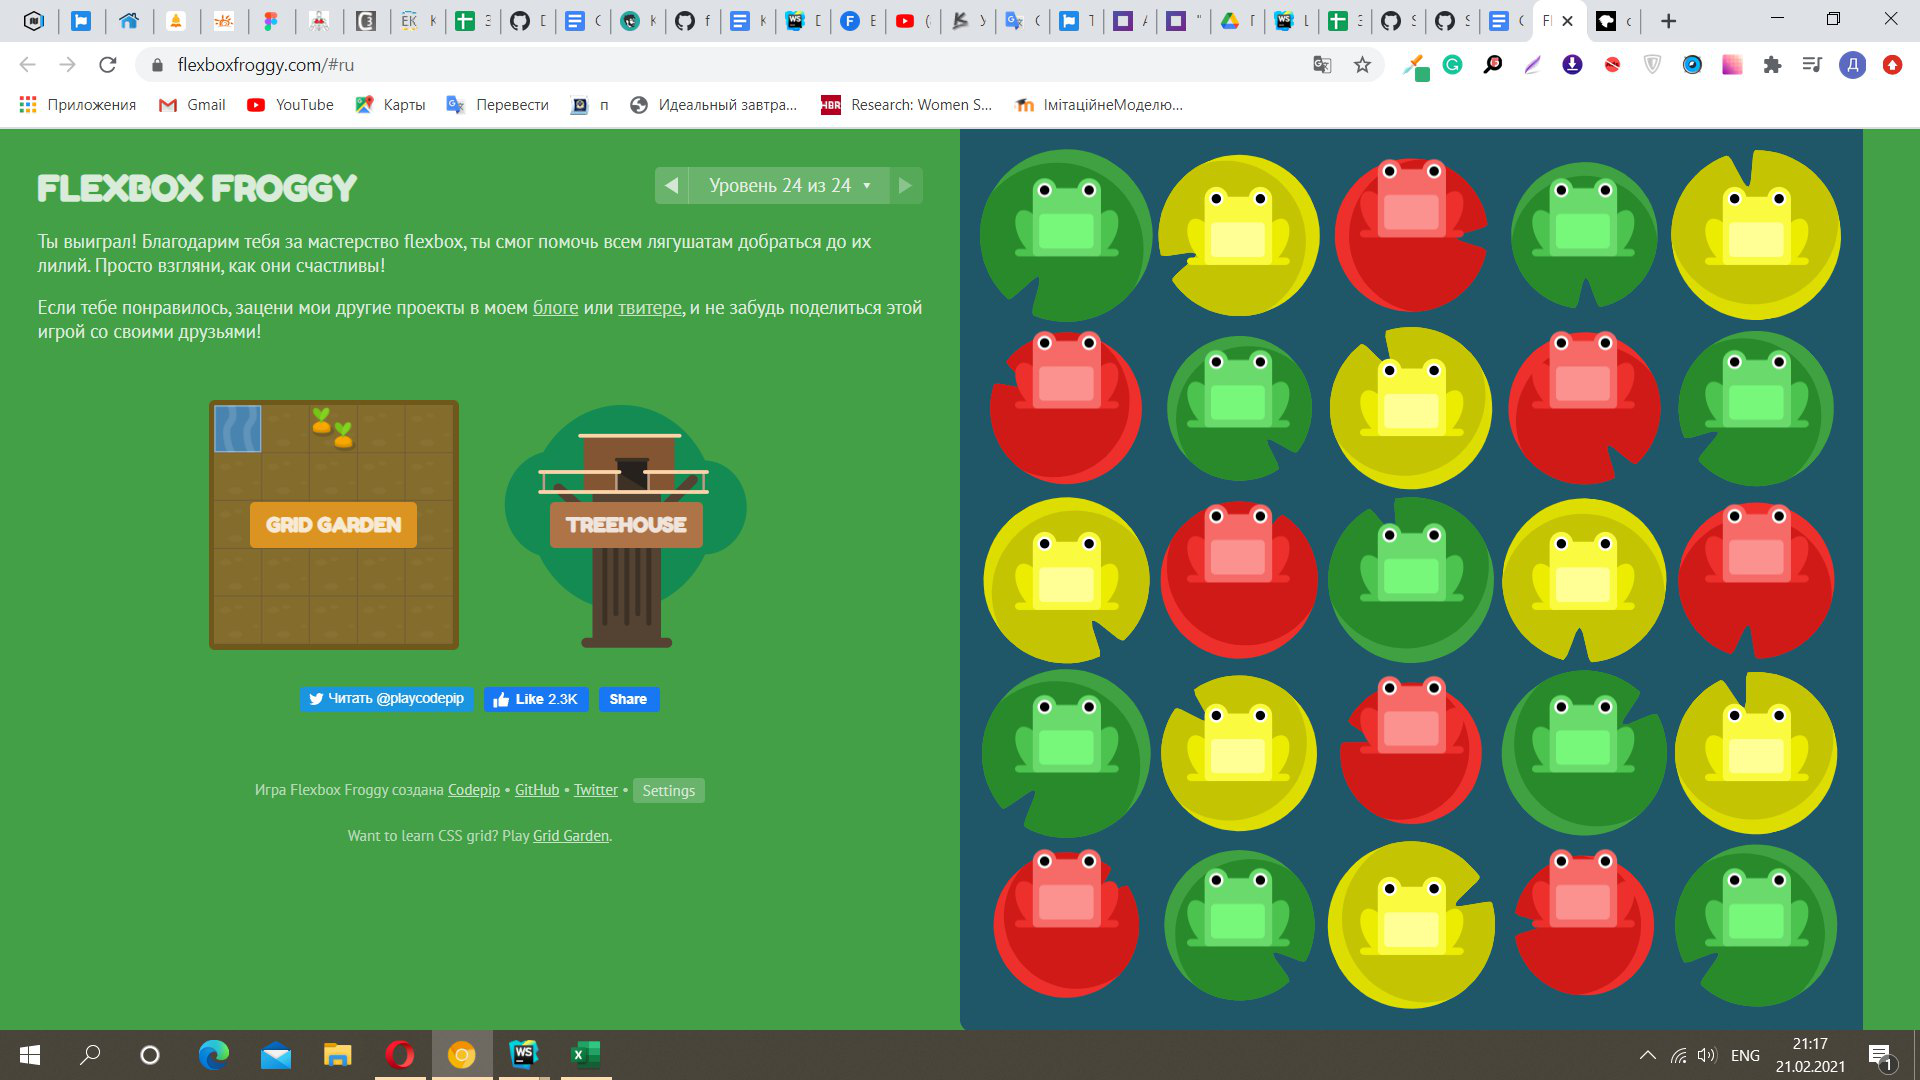 flexboxfroggy.com/#ru
Приложения
Gmail
YouTube
Карты
Перевести
п
Идеальный завтра...
HBR
Research: Women S...
ІмітаційнеМоделю...
FLEXBOX FROGGY
Уровень 24 из 24
Ты выиграл! Благодарим тебя за мастерство flexbox, ты смог помочь всем лягушатам добраться до их
лилий. Просто взгляни, как они счастливы!
Если тебе понравилось, зацени мои другие проекты в моем блоге или твитере, и не забудь поделиться этой
игрой со своими друзьями!
GRID GARDEN
TREEHOUSE
Читать @playcodepip
Like 2.3K
Share
Игра Flexbox Froggy создана Codepip • GitHub • Twitter • Settings
Want to learn CSS grid? Play Grid Garden.
ENG
21:17
21.02.2021
1